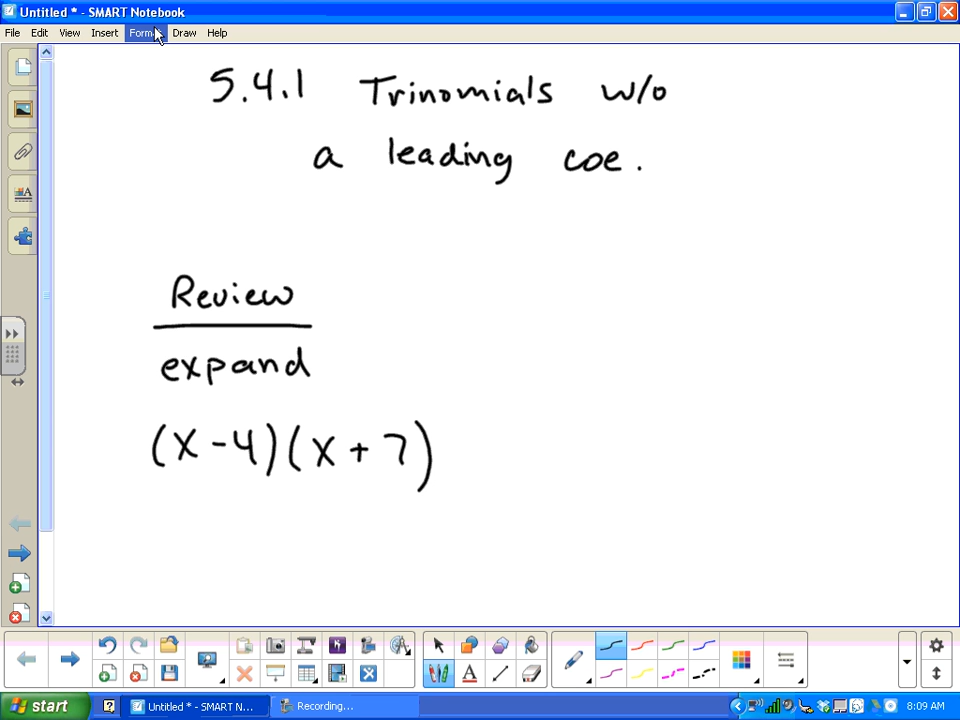 Untitled * - SMART Notebook
File Edit View Insert Format Draw Help
5.4.1 Trinomials w/o
a leading coe.
Review
expand
(x-4)(x+7)
start
Untitled * - SMART N...
Recording...
8:09 AM